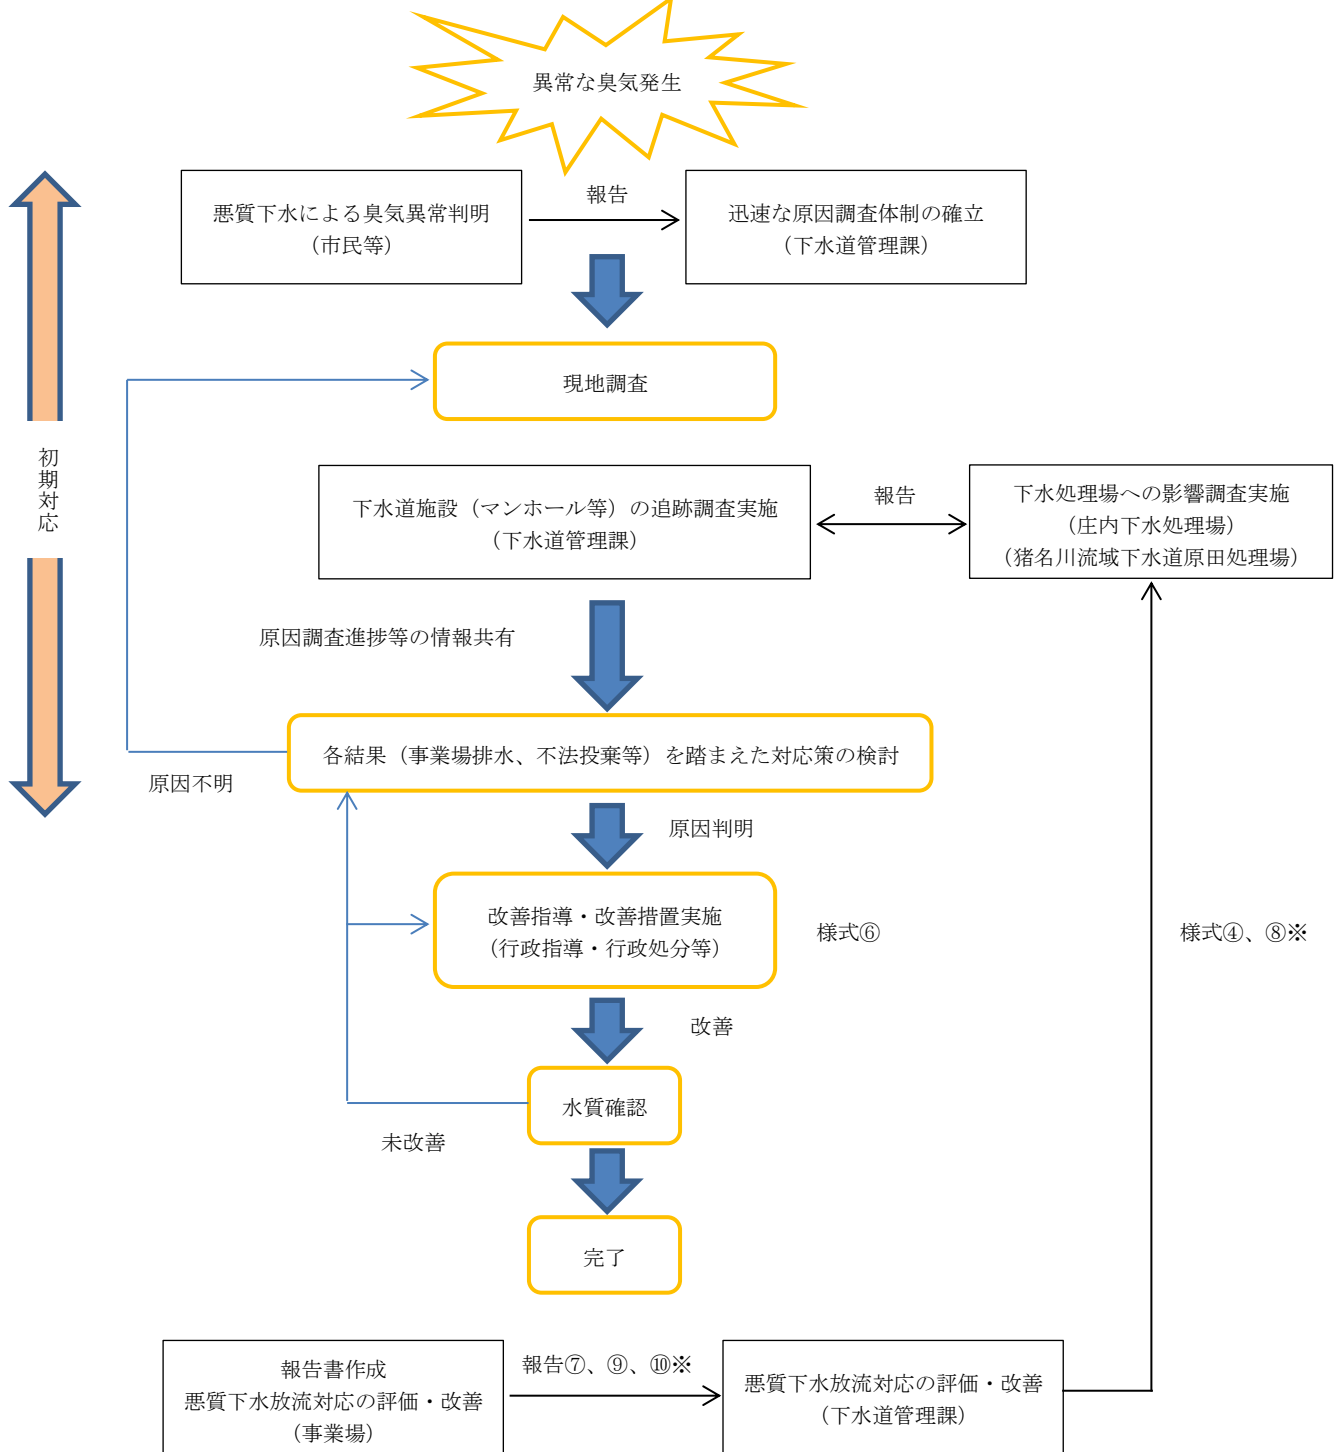 異常な臭気発生
悪質下水による臭気異常判明
（市民等）
報告
迅速な原因調査体制の確立
（下水道管理課）
現地調査
初期対応
下水道施設（マンホール等）の追跡調査実施
（下水道管理課）
報告
下水処理場への影響調査実施
（庄内下水処理場）
（猪名川流域下水道原田処理場）
原因調査進捗等の情報共有
各結果（事業場排水、不法投棄等）を踏まえた対応策の検討
原因不明
原因判明
改善指導・改善措置実施
（行政指導・行政処分等）
様式⑥
様式④、⑧※
改善
水質確認
未改善
完了
報告書作成
悪質下水放流対応の評価・改善
（事業場）
報告⑦、⑨、⑩※
悪質下水放流対応の評価・改善
（下水道管理課）